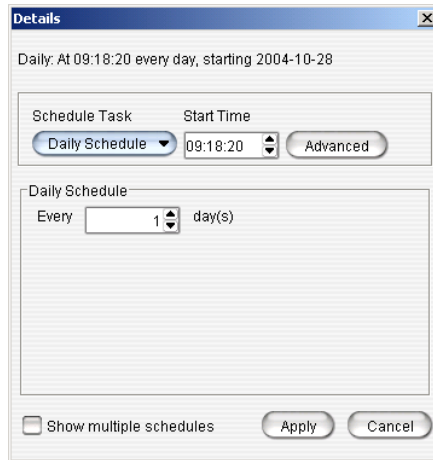 Details
Daily: At 09:18:20 every day, starting 2004-10-28
Schedule Task Start Time
Daily Schedule 09:18:20 Advanced
Daily Schedule
Every 1 day(s)
Show multiple schedules Apply Cancel